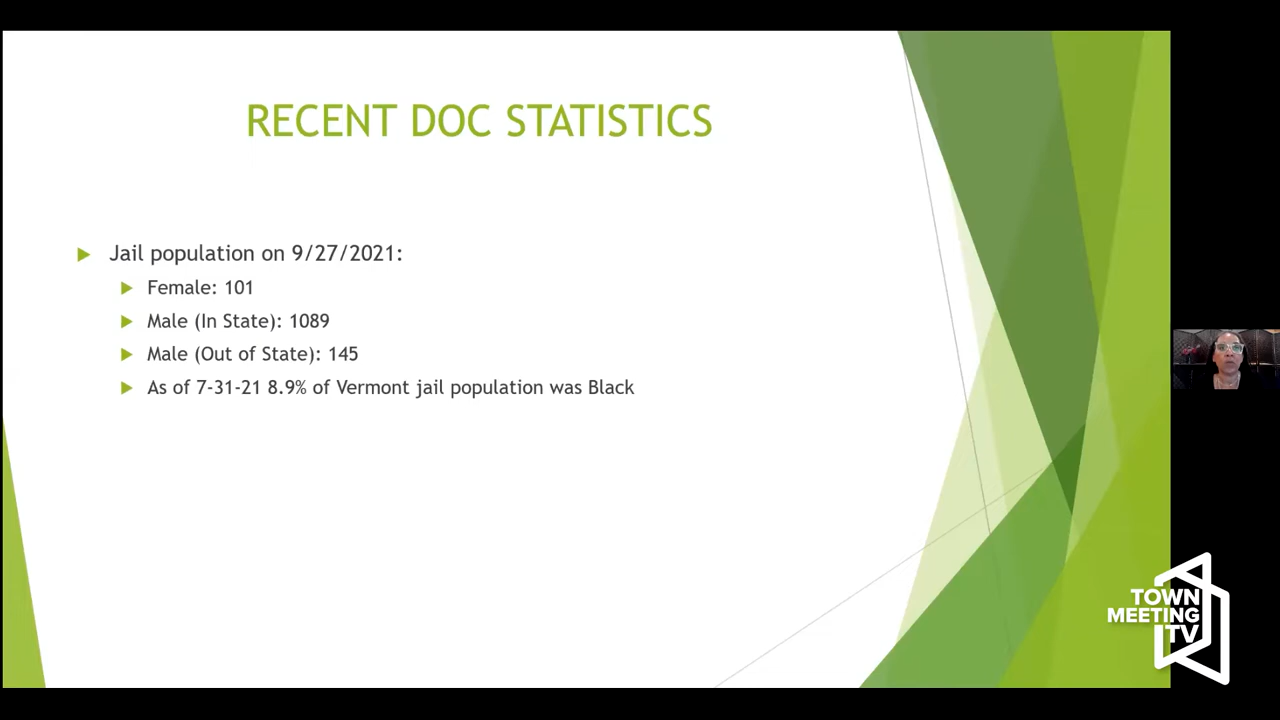 RECENT DOC STATISTICS
Jail population on 9/27/2021:
Female: 101
Male (In State): 1089
Male (Out of State): 145
As of 7-31-21 8.9% of Vermont jail population was Black
TOWN
MEETING
TV